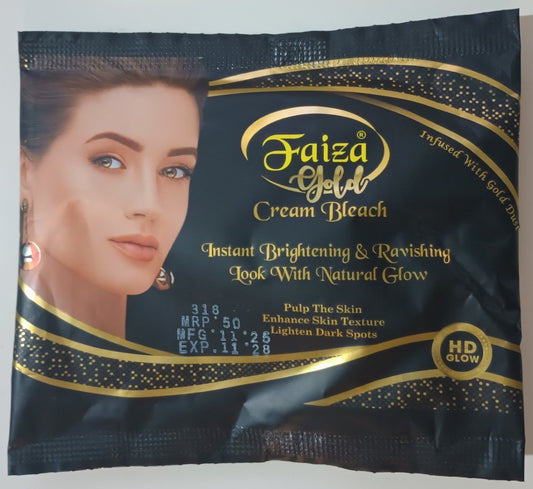 Faiza®
Gold
Cream Bleach
Infused With Gold Dust
Instant Brightening & Ravishing
Look With Natural Glow
Pulp The Skin
Enhance Skin Texture
Lighten Dark Spots
318
MRP.50
MFG.11.25
EXP.11.28
HD
GLOW